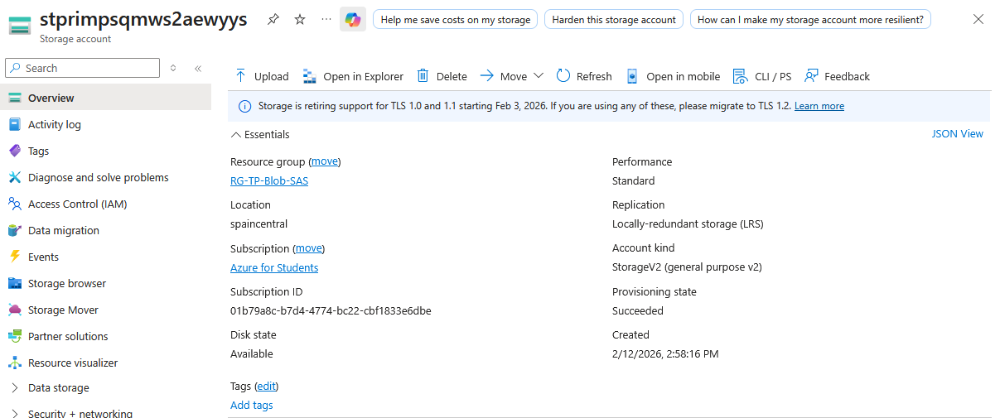 stprimpsqmws2aewyys
Storage account
Help me save costs on my storage
Harden this storage account
How can I make my storage account more resilient?
Search
Overview
Activity log
Tags
Diagnose and solve problems
Access Control (IAM)
Data migration
Events
Storage browser
Storage Mover
Partner solutions
Resource visualizer
Data storage
Security + networking
Upload
Open in Explorer
Delete
Move
Refresh
Open in mobile
CLI / PS
Feedback
Storage is retiring support for TLS 1.0 and 1.1 starting Feb 3, 2026. If you are using any of these, please migrate to TLS 1.2. Learn more
Essentials
JSON View
Resource group (move)
RG-TP-Blob-SAS
Location
spaincentral
Subscription (move)
Azure for Students
Subscription ID
01b79a8c-b7d4-4774-bc22-cbf1833e6dbe
Disk state
Available
Performance
Standard
Replication
Locally-redundant storage (LRS)
Account kind
StorageV2 (general purpose v2)
Provisioning state
Succeeded
Created
2/12/2026, 2:58:16 PM
Tags (edit)
Add tags